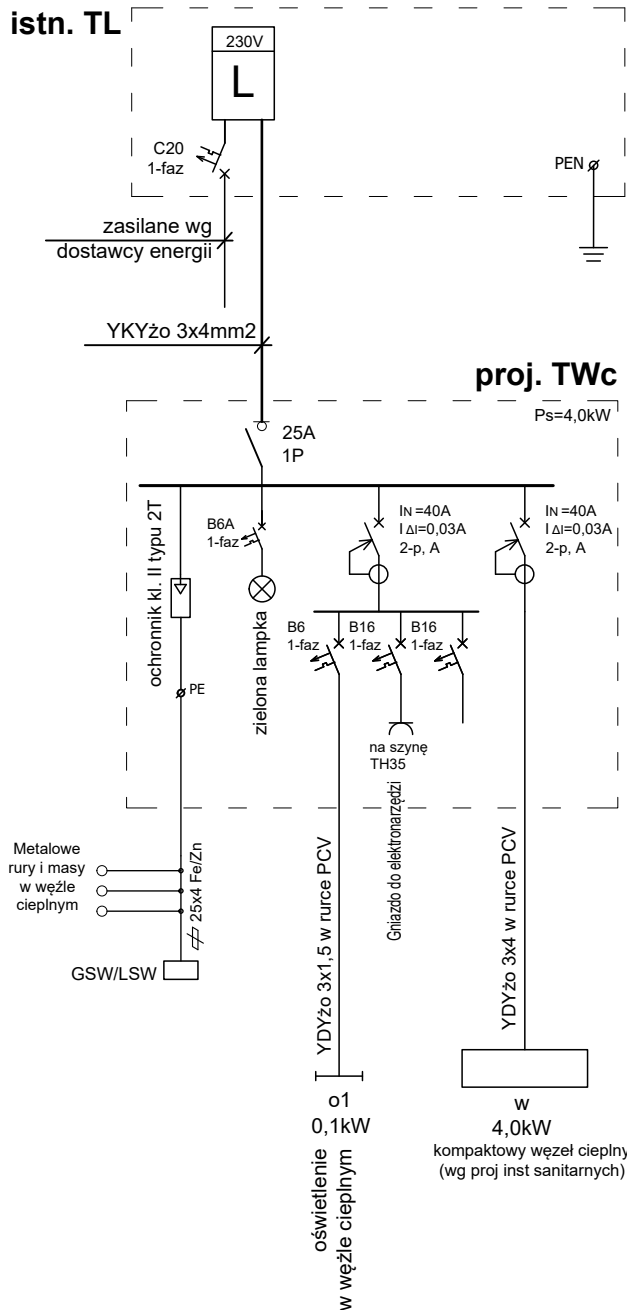 istn. TL
230V
L
C20
1-faz
PEN
zasilane wg
dostawcy energii
YKYżo 3x4mm2
proj. TWc
Ps=4,0kW
25A
1P
ochronnik kl. II typu 2T
B6A
1-faz
IN =40A
I ΔI=0,03A
2-p, A
IN =40A
I ΔI=0,03A
2-p, A
zielona lampka
B6
1-faz
B16
1-faz
B16
1-faz
PE
na szynę
TH35
Gniazdo do elektronarzędzi
Metalowe
rury i masy
w węźle
cieplnym
25x4 Fe/Zn
GSW/LSW
YDYżo 3x1,5 w rurce PCV
YDYżo 3x4 w rurce PCV
o1
0,1kW
oświetlenie
w węźle cieplnym
w
4,0kW
kompaktowy węzeł cieplny
(wg proj inst sanitarnych)